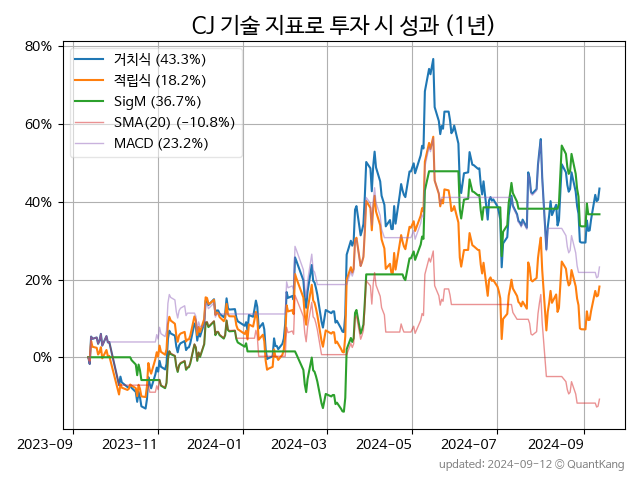 CJ 기술 지표로 투자 시 성과 (1년)
거치식 (43.3%)
적립식 (18.2%)
SigM (36.7%)
SMA(20) (-10.8%)
MACD (23.2%)
80%
60%
40%
20%
0%
2023-09
2023-11
2024-01
2024-03
2024-05
2024-07
2024-09
updated: 2024-09-12 © QuantKang